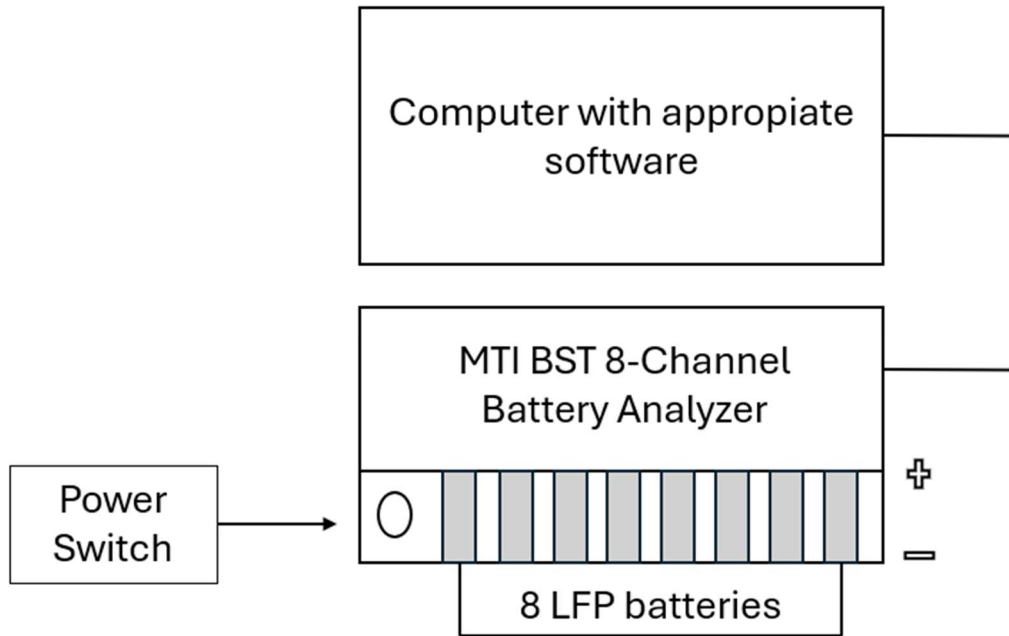 Computer with appropiate
software
MTI BST 8-Channel
Battery Analyzer
+
Power
Switch
−
8 LFP batteries